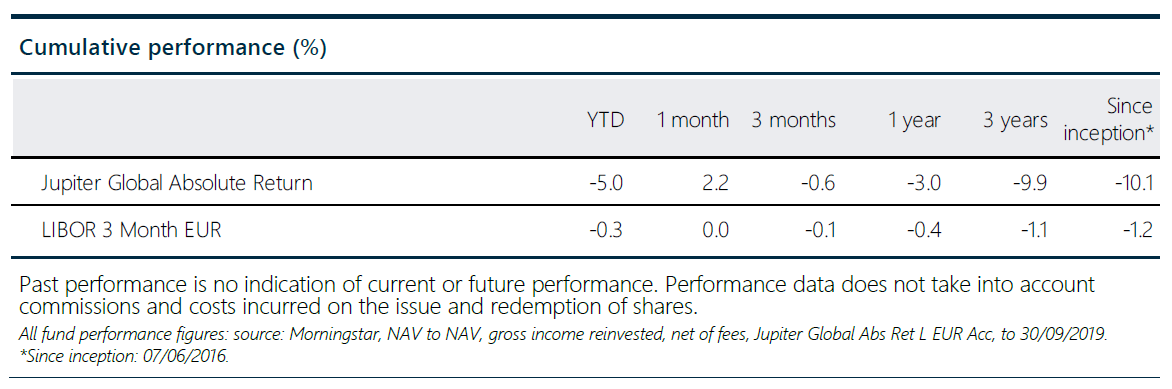 Cumulative performance (%)
YTD 1 month 3 months 1 year 3 years Since inception*
Jupiter Global Absolute Return -5.0 2.2 -0.6 -3.0 -9.9 -10.1
LIBOR 3 Month EUR -0.3 0.0 -0.1 -0.4 -1.1 -1.2
Past performance is no indication of current or future performance. Performance data does not take into account
commissions and costs incurred on the issue and redemption of shares.
All fund performance figures: source: Morningstar, NAV to NAV, gross income reinvested, net of fees, Jupiter Global Abs Ret L EUR Acc, to 30/09/2019.
*Since inception: 07/06/2016.